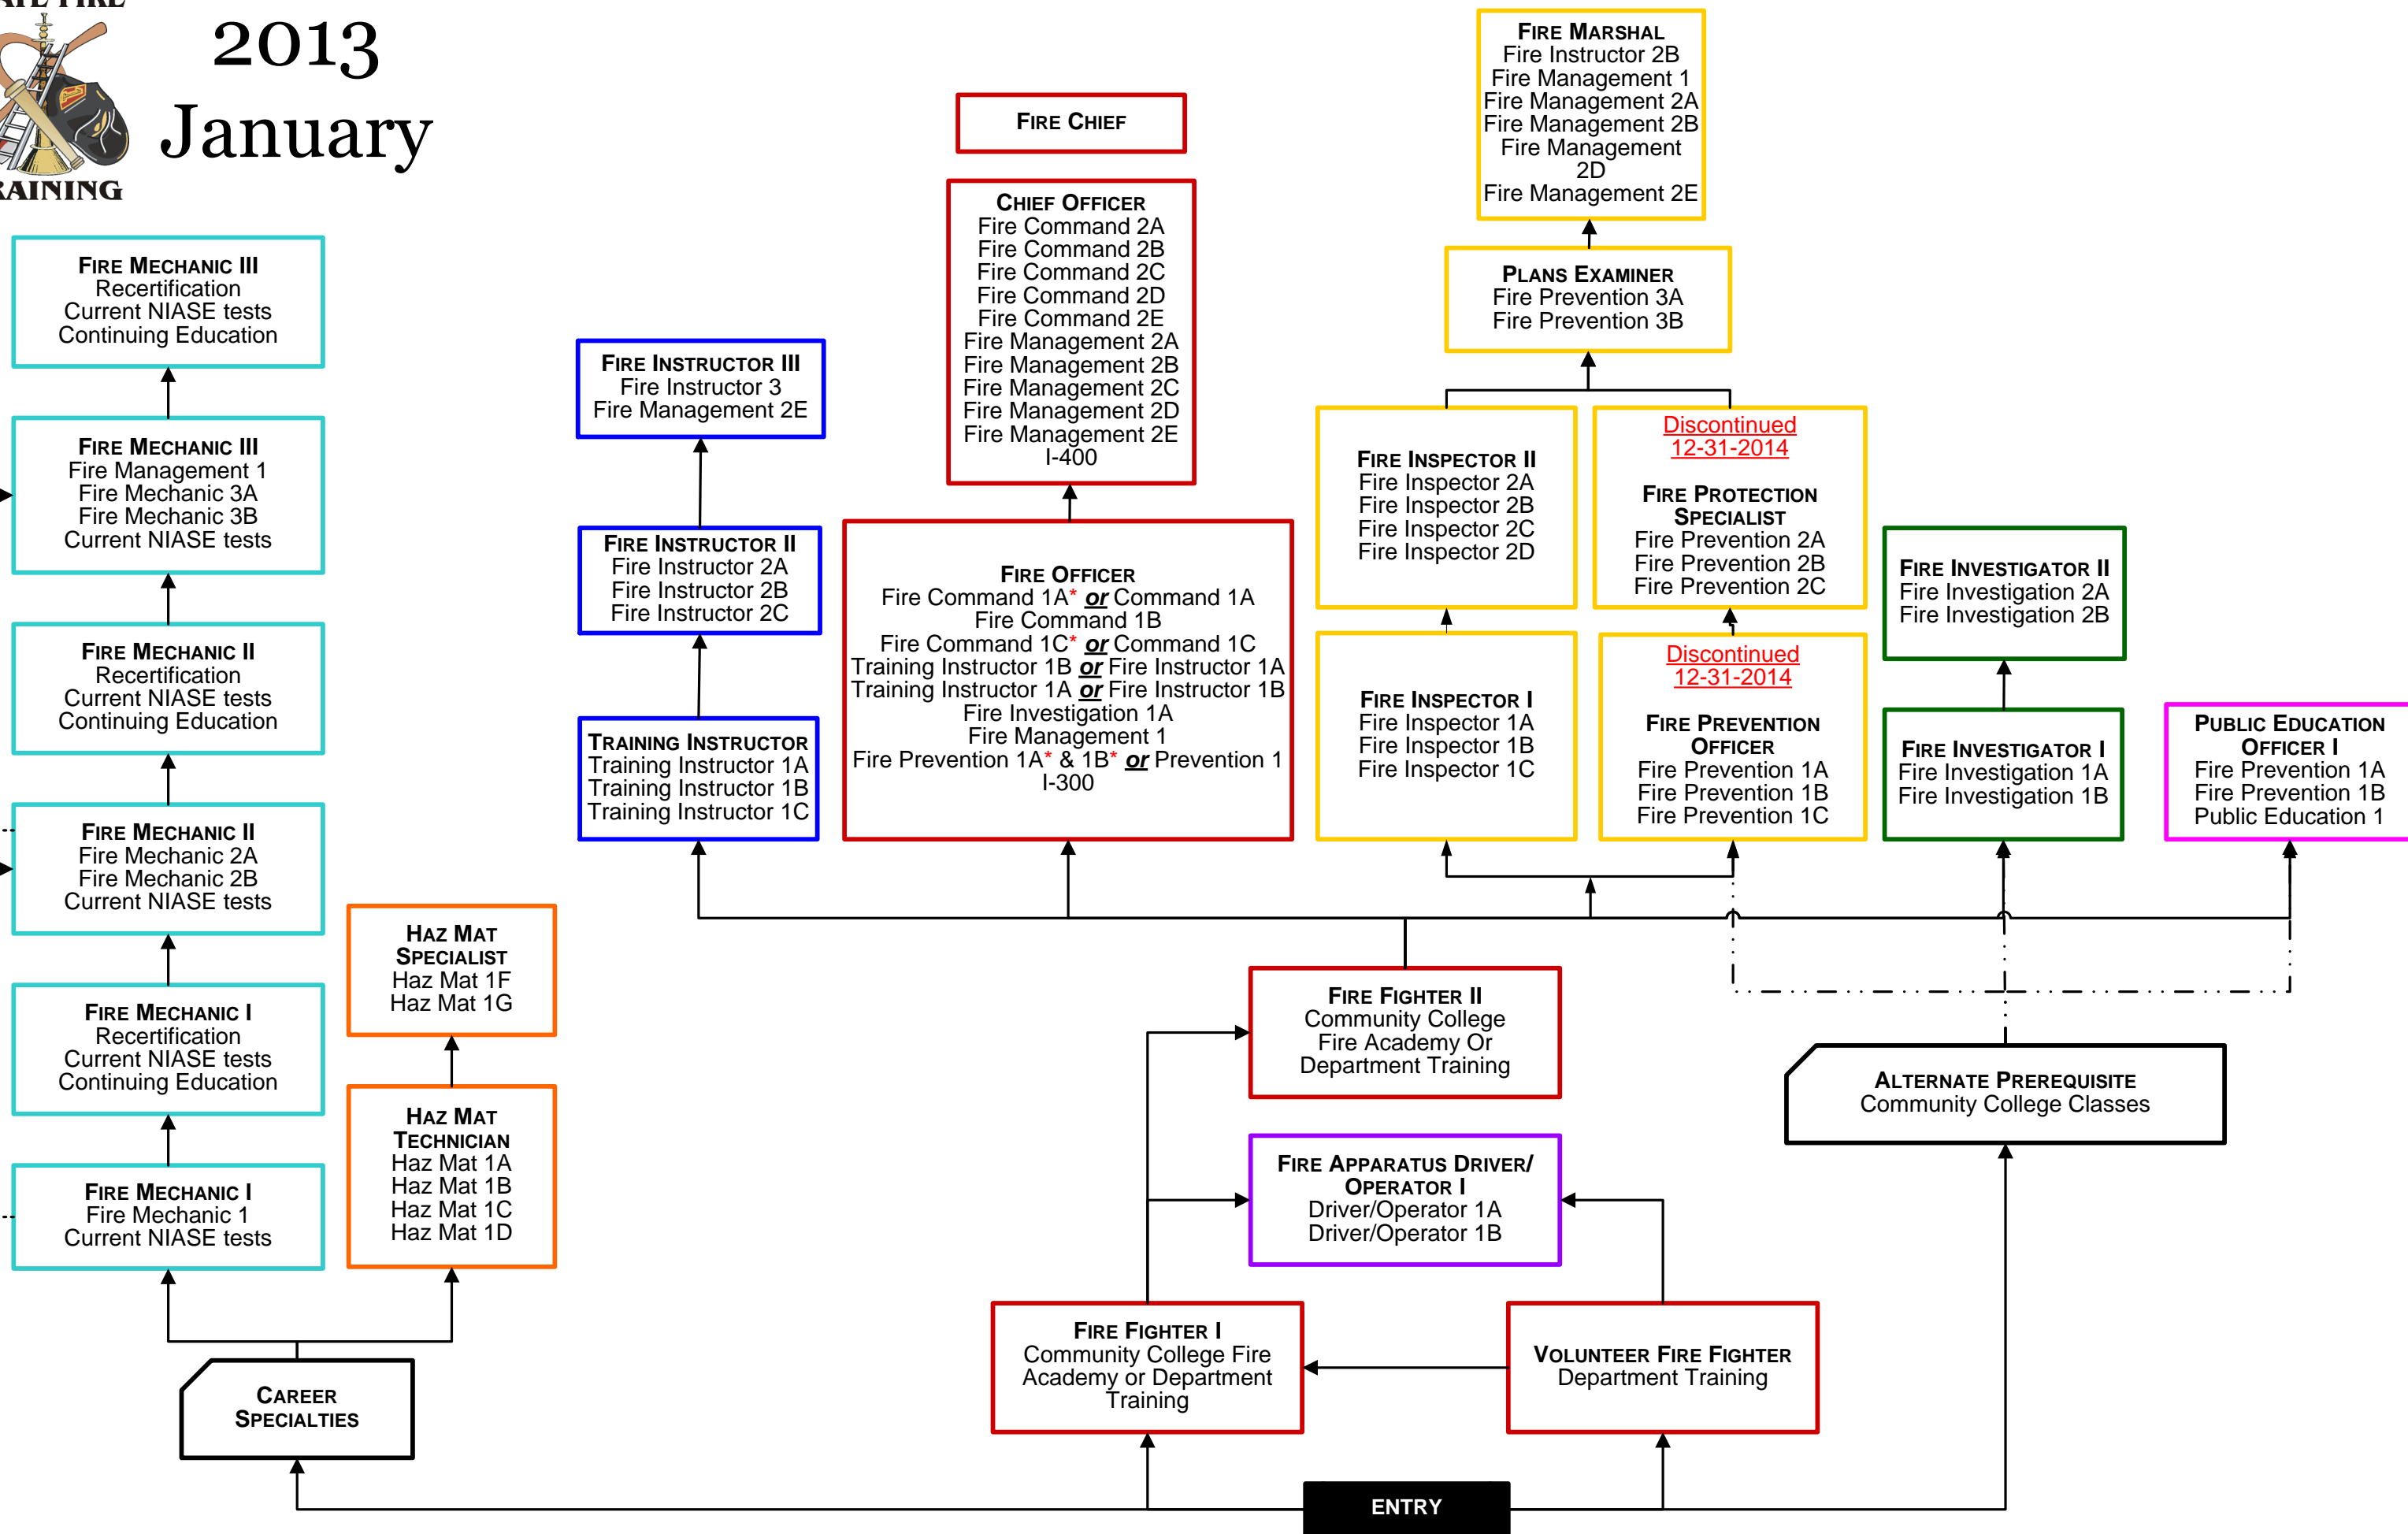 2013
January
FIRE MARSHAL
Fire Instructor 2B
Fire Management 1
Fire Management 2A
Fire Management 2B
Fire Management
2D
Fire Management 2E
FIRE CHIEF
CHIEF OFFICER
Fire Command 2A
Fire Command 2B
Fire Command 2C
Fire Command 2D
Fire Command 2E
Fire Management 2A
Fire Management 2B
Fire Management 2C
Fire Management 2D
Fire Management 2E
I-400
PLANS EXAMINER
Fire Prevention 3A
Fire Prevention 3B
FIRE MECHANIC III
Recertification
Current NIASE tests
Continuing Education
FIRE INSTRUCTOR III
Fire Instructor 3
Fire Management 2E
FIRE MECHANIC III
Fire Management 1
Fire Mechanic 3A
Fire Mechanic 3B
Current NIASE tests
FIRE INSPECTOR II
Fire Inspector 2A
Fire Inspector 2B
Fire Inspector 2C
Fire Inspector 2D
Discontinued
12-31-2014
FIRE PROTECTION
SPECIALIST
Fire Prevention 2A
Fire Prevention 2B
Fire Prevention 2C
FIRE INSTRUCTOR II
Fire Instructor 2A
Fire Instructor 2B
Fire Instructor 2C
FIRE OFFICER
Fire Command 1A* or Command 1A
Fire Command 1B
Fire Command 1C* or Command 1C
Training Instructor 1B or Fire Instructor 1A
Training Instructor 1A or Fire Instructor 1B
Fire Investigation 1A
Fire Management 1
Fire Prevention 1A* & 1B* or Prevention 1
I-300
FIRE INVESTIGATOR II
Fire Investigation 2A
Fire Investigation 2B
FIRE MECHANIC II
Recertification
Current NIASE tests
Continuing Education
FIRE INSPECTOR I
Fire Inspector 1A
Fire Inspector 1B
Fire Inspector 1C
Discontinued
12-31-2014
FIRE PREVENTION
OFFICER
Fire Prevention 1A
Fire Prevention 1B
Fire Prevention 1C
TRAINING INSTRUCTOR
Training Instructor 1A
Training Instructor 1B
Training Instructor 1C
FIRE INVESTIGATOR I
Fire Investigation 1A
Fire Investigation 1B
PUBLIC EDUCATION
OFFICER I
Fire Prevention 1A
Fire Prevention 1B
Public Education 1
FIRE MECHANIC II
Fire Mechanic 2A
Fire Mechanic 2B
Current NIASE tests
HAZ MAT
SPECIALIST
Haz Mat 1F
Haz Mat 1G
FIRE MECHANIC I
Recertification
Current NIASE tests
Continuing Education
FIRE FIGHTER II
Community College
Fire Academy Or
Department Training
ALTERNATE PREREQUISITE
Community College Classes
HAZ MAT
TECHNICIAN
Haz Mat 1A
Haz Mat 1B
Haz Mat 1C
Haz Mat 1D
FIRE APPARATUS DRIVER/
OPERATOR I
Driver/Operator 1A
Driver/Operator 1B
FIRE MECHANIC I
Fire Mechanic 1
Current NIASE tests
FIRE FIGHTER I
Community College Fire
Academy or Department
Training
VOLUNTEER FIRE FIGHTER
Department Training
CAREER
SPECIALTIES
ENTRY